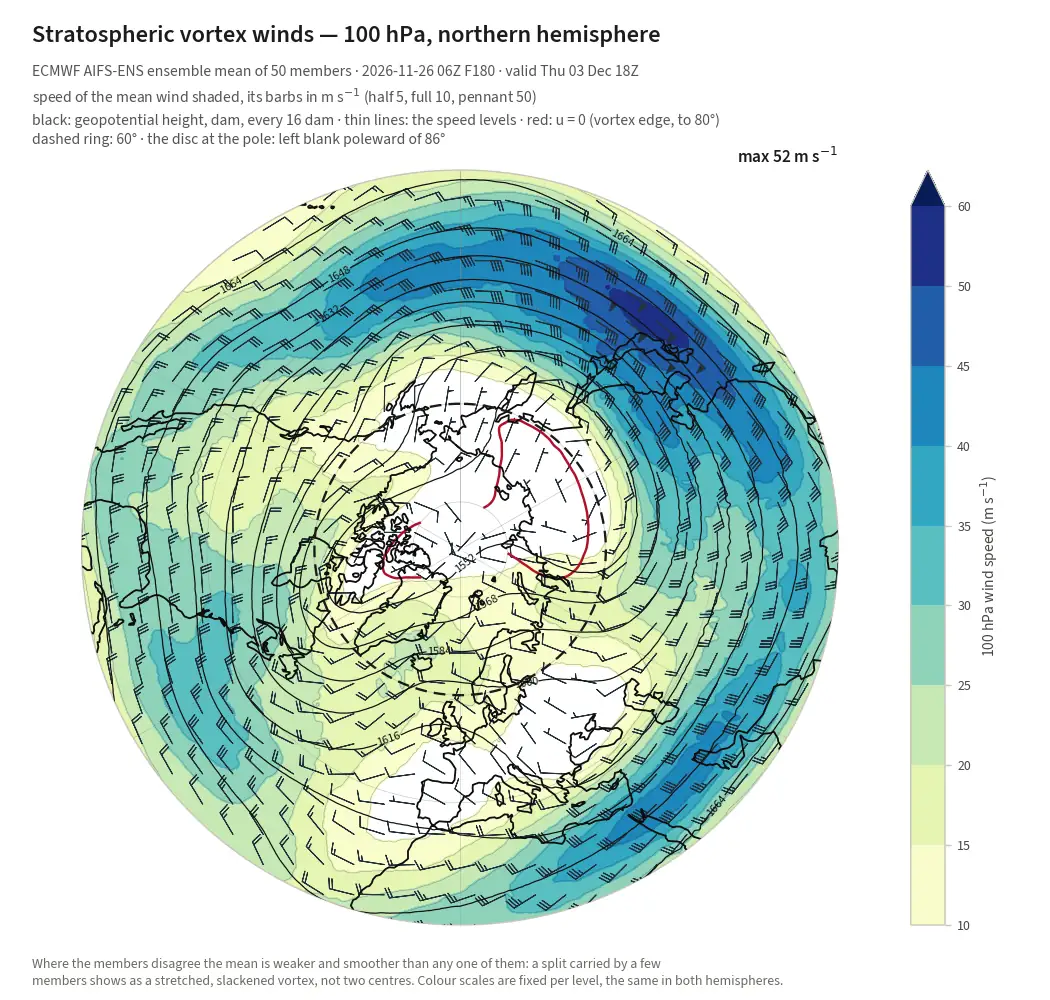 Stratospheric vortex winds — 100 hPa, northern hemisphere
ECMWF AIFS-ENS ensemble mean of 50 members · 2026-11-26 06Z F180 · valid Thu 03 Dec 18Z
speed of the mean wind shaded, its barbs in m s⁻¹ (half 5, full 10, pennant 50)
black: geopotential height, dam, every 16 dam · thin lines: the speed levels · red: u = 0 (vortex edge, to 80°)
dashed ring: 60° · the disc at the pole: left blank poleward of 86°
max 52 m s⁻¹
60
50
45
40
35
30
25
20
15
10
100 hPa wind speed (m s⁻¹)
1664
1648
1664
1632
1552
1568
1584
1600
1616
1664
Where the members disagree the mean is weaker and smoother than any one of them: a split carried by a few
members shows as a stretched, slackened vortex, not two centres. Colour scales are fixed per level, the same in both hemispheres.